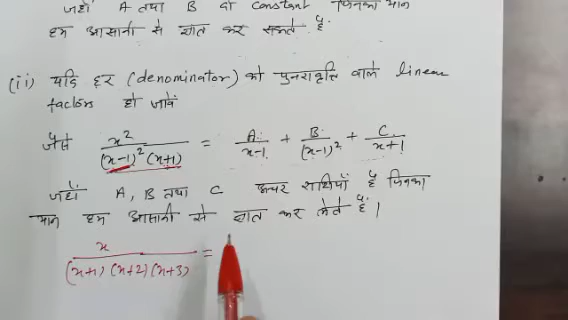 जहाँ A तथा B दो constant जिनका मान
हम आसानी से ज्ञात कर सकते है.
(ii) यदि हर (denominator) को पुनरावृत्ति वाले linear
factors हो जावें
जैसे x²/((x-1)²(x+1)) = A/(x-1) + B/(x-1)² + C/(x+1)
जहाँ A, B तथा C अचर राशियाँ है जिनका
मान हम आसानी से ज्ञात कर लेते हैं।
x/((x+1)(x+2)(x+3)) =